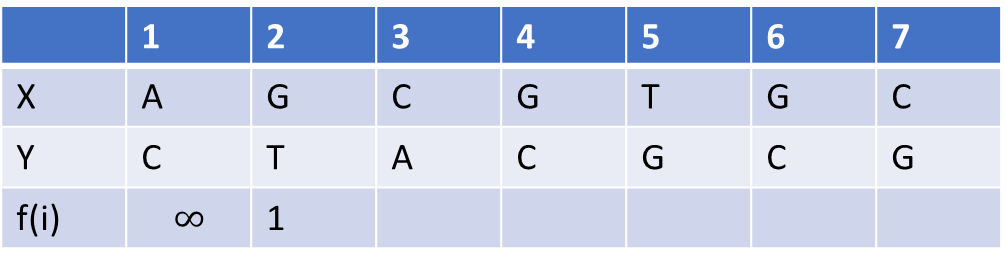 1 2 3 4 5 6 7
X A G C G T G C
Y C T A C G C G
f(i) ∞ 1